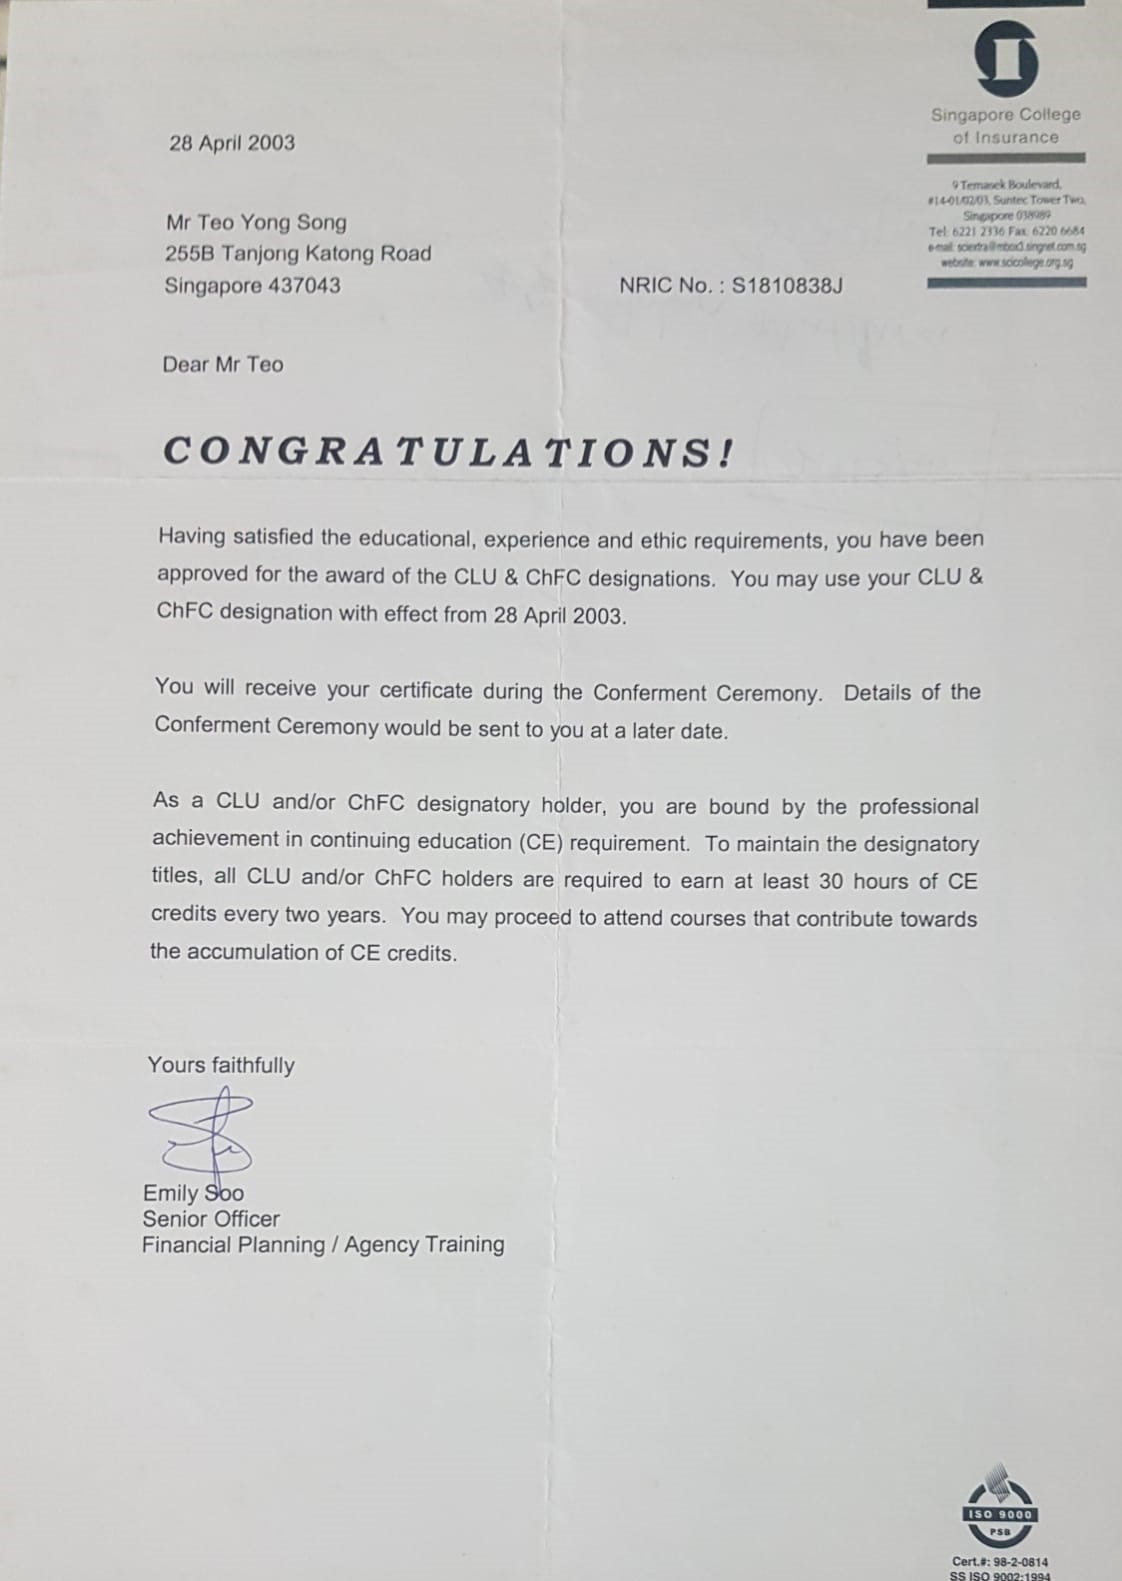 Singapore College
of Insurance
9 Temasek Boulevard,
#14-01/02/03, Suntec Tower Two,
Singapore 038989
Tel: 6221 2336 Fax: 6220 6684
e-mail: sciextra@mbox3.singnet.com.sg
website: www.scicollege.org.sg
28 April 2003
Mr Teo Yong Song
255B Tanjong Katong Road
Singapore 437043
NRIC No. : S1810838J
Dear Mr Teo
CONGRATULATIONS!
Having satisfied the educational, experience and ethic requirements, you have been
approved for the award of the CLU & ChFC designations. You may use your CLU &
ChFC designation with effect from 28 April 2003.
You will receive your certificate during the Conferment Ceremony. Details of the
Conferment Ceremony would be sent to you at a later date.
As a CLU and/or ChFC designatory holder, you are bound by the professional
achievement in continuing education (CE) requirement. To maintain the designatory
titles, all CLU and/or ChFC holders are required to earn at least 30 hours of CE
credits every two years. You may proceed to attend courses that contribute towards
the accumulation of CE credits.
Yours faithfully
Emily Soo
Senior Officer
Financial Planning / Agency Training
ISO 9000
PSB
Cert.#: 98-2-0814
SS ISO 9002:1994